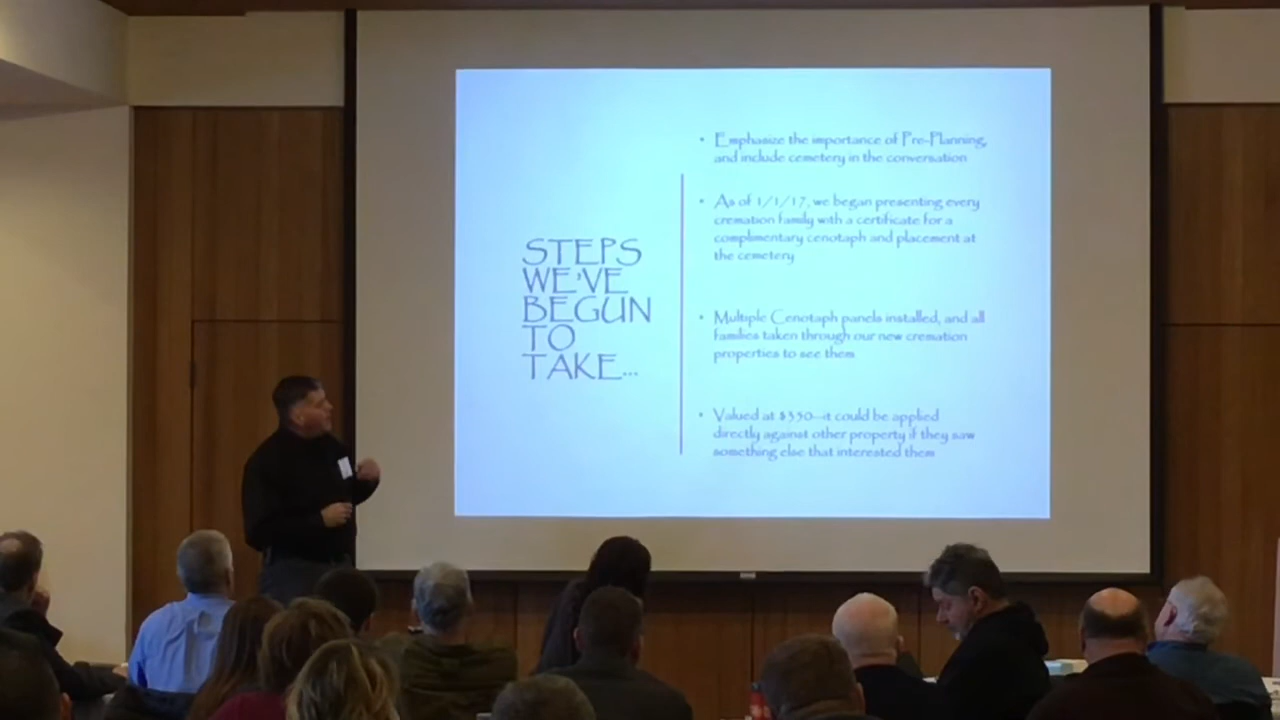 STEPS
WE'VE
BEGUN
TO
TAKE...
• Emphasize the importance of Pre-Planning,
and include cemetery in the conversation
• As of 1/1/17, we began presenting every
cremation family with a certificate for a
complimentary cenotaph and placement at
the cemetery
• Multiple Cenotaph panels installed, and all
families taken through our new cremation
properties to see them
• Valued at $350--it could be applied
directly against other property if they saw
something else that interested them